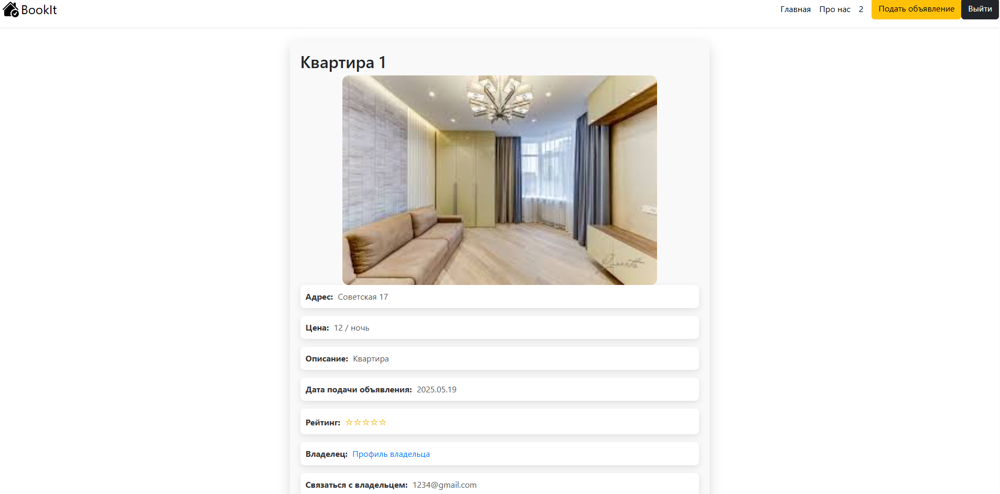 BookIt
Главная Про нас 2 Подать объявление Выйти
Квартира 1
Адрес: Советская 17
Цена: 12 / ночь
Описание: Квартира
Дата подачи объявления: 2025.05.19
Рейтинг: ☆☆☆☆☆
Владелец: Профиль владельца
Связаться с владельцем: 1234@gmail.com